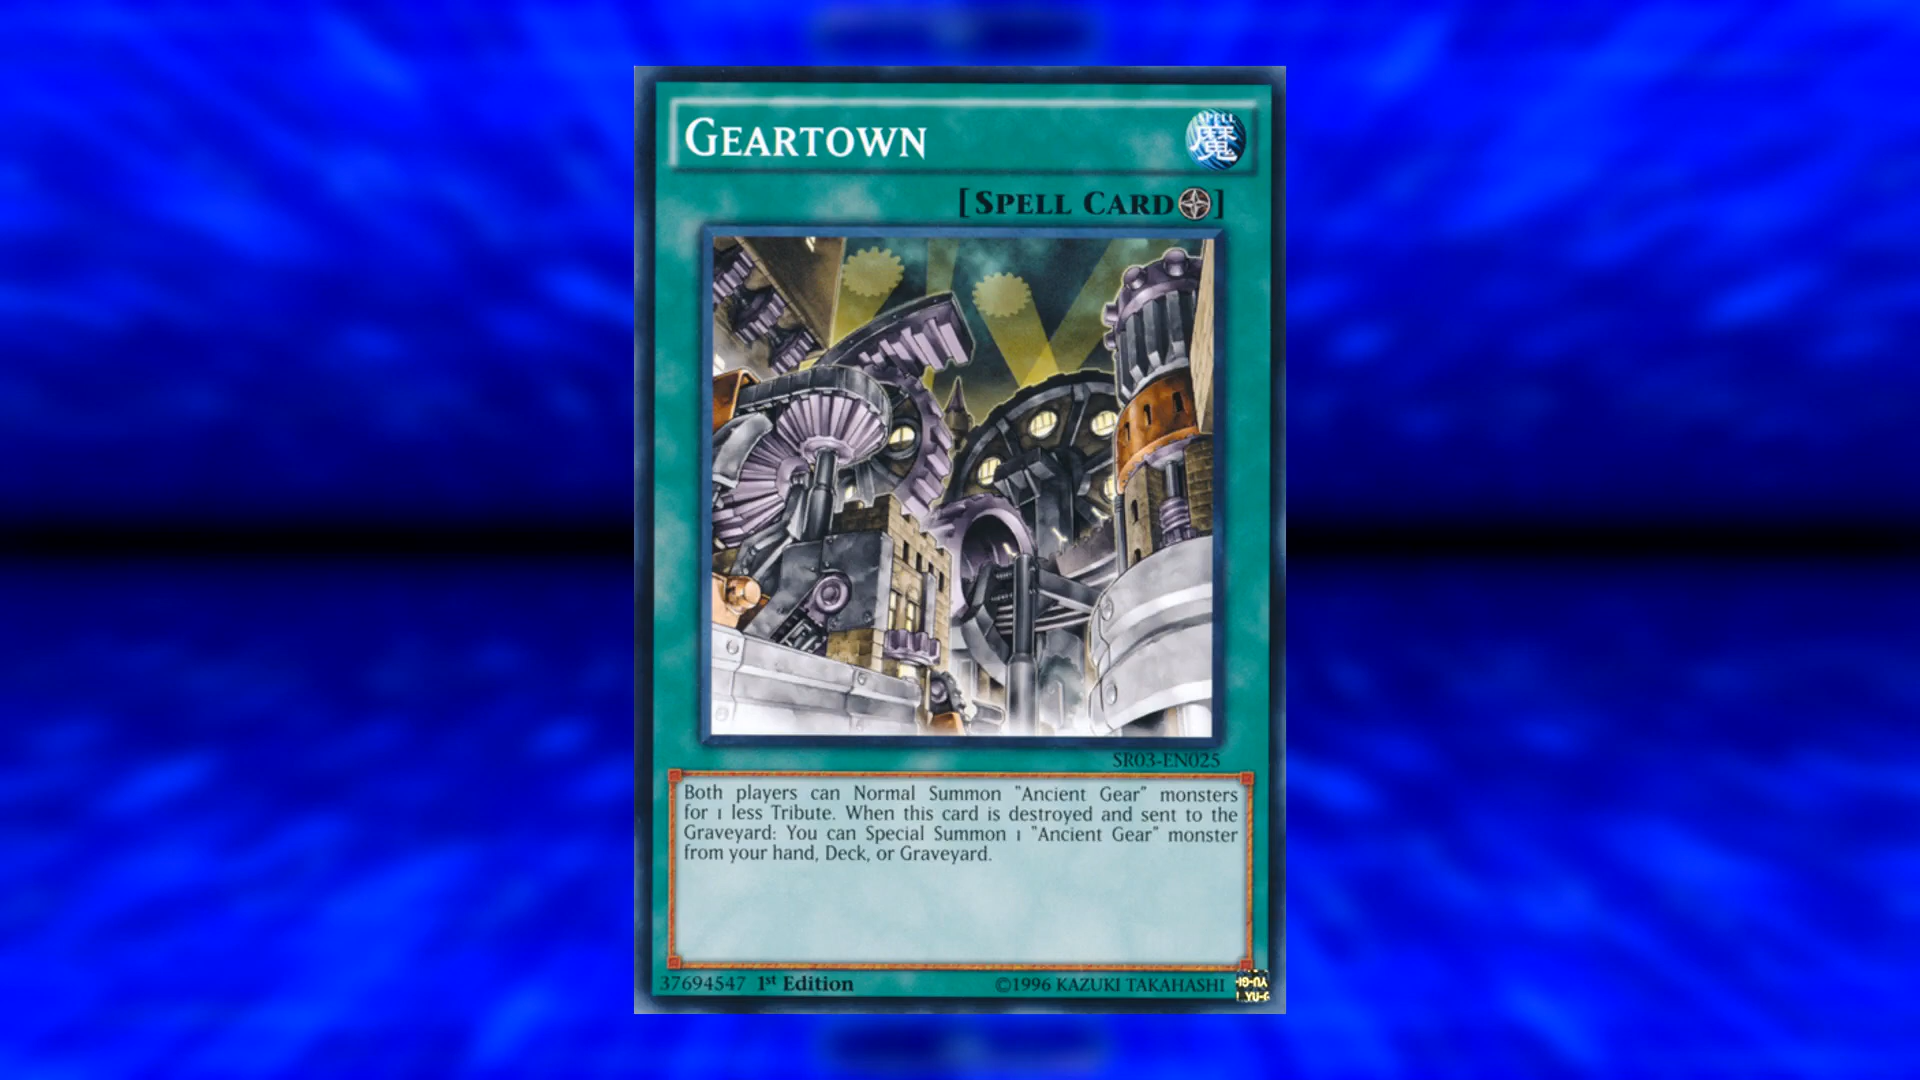 GEARTOWN
SPELL
魔
[SPELL CARD]
SR03-EN025
Both players can Normal Summon "Ancient Gear" monsters
for 1 less Tribute. When this card is destroyed and sent to the
Graveyard: You can Special Summon 1 "Ancient Gear" monster
from your hand, Deck, or Graveyard.
37694547 1st Edition
©1996 KAZUKI TAKAHASHI